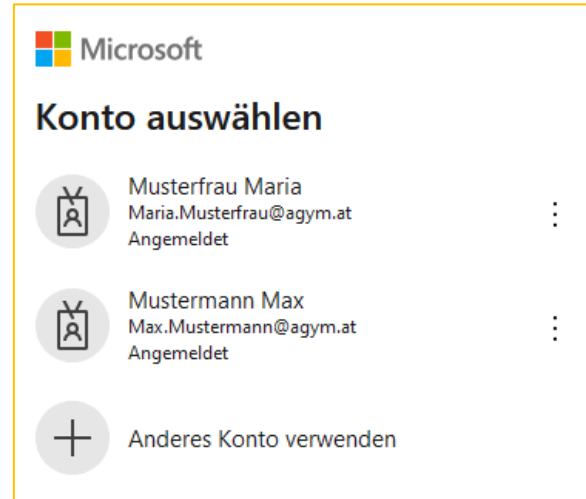 Microsoft
Konto auswählen
Musterfrau Maria
Maria.Musterfrau@agym.at
Angemeldet
Mustermann Max
Max.Mustermann@agym.at
Angemeldet
Anderes Konto verwenden